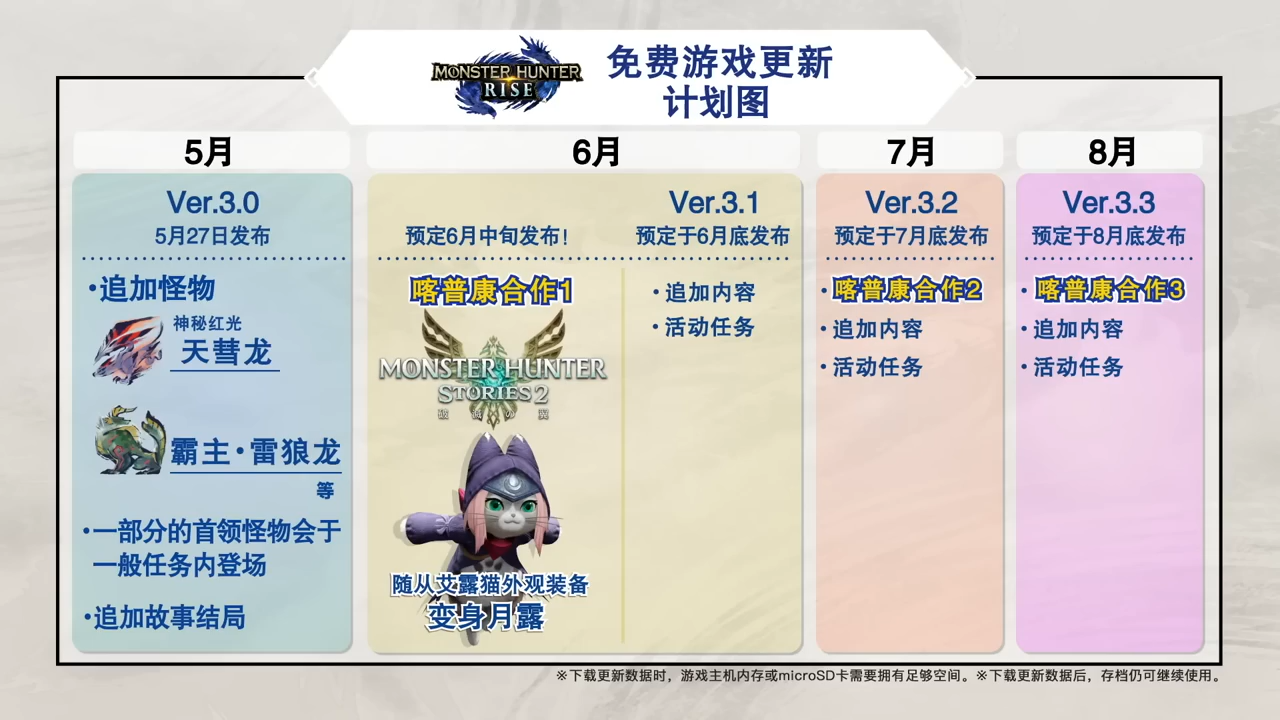 MONSTER HUNTER
RISE
免费游戏更新
计划图
5月
Ver.3.0
5月27日发布
•追加怪物
神秘红光
天彗龙
霸主•雷狼龙
等
•一部分的首领怪物会于
一般任务内登场
•追加故事结局
6月
预定6月中旬发布!
喀普康合作1
MONSTER HUNTER
STORIES 2
破滅の翼
随从艾露猫外观装备
变身月露
Ver.3.1
预定于6月底发布
•追加内容
•活动任务
7月
Ver.3.2
预定于7月底发布
•喀普康合作2
•追加内容
•活动任务
8月
Ver.3.3
预定于8月底发布
•喀普康合作3
•追加内容
•活动任务
※下载更新数据时，游戏主机内存或microSD卡需要拥有足够空间。※下载更新数据后，存档仍可继续使用。